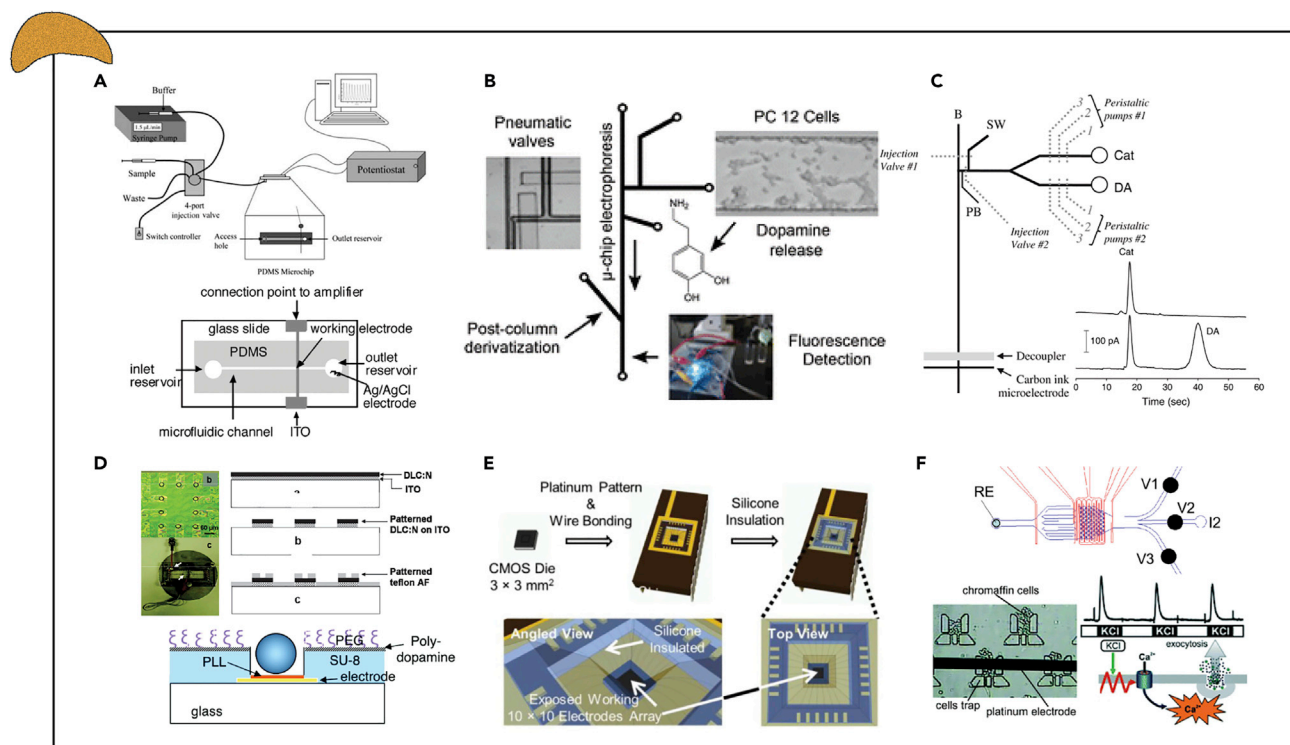 A
Buffer
1.5 μL/min
Syringe Pump
Sample
Waste
4-port
injection valve
Switch controller
Potentiostat
Access
hole
Outlet reservoir
PDMS Microchip
connection point to amplifier
glass slide
working electrode
PDMS
inlet
reservoir
outlet
reservoir
Ag/AgCl
electrode
microfluidic channel
ITO
B
Pneumatic
valves
μ-chip electrophoresis
PC 12 Cells
NH2
OH
OH
Dopamine
release
Post-column
derivatization
Fluorescence
Detection
C
B
SW
Injection
Valve #1
3
2
1
Peristaltic
pumps #1
Cat
DA
PB
Injection
Valve #2
1
2
3
Peristaltic
pumps #2
Cat
100 pA
DA
Decoupler
Carbon ink
microelectrode
0 10 20 30 40 50 60
Time (sec)
D
b
60 μm
c
DLC:N
ITO
Patterned
DLC:N on ITO
b
Patterned
teflon AF
c
PEG
Poly-
dopamine
PLL
SU-8
electrode
glass
E
Platinum Pattern
&
Wire Bonding
Silicone
Insulation
CMOS Die
3 × 3 mm2
Angled View
Silicone
Insulated
Exposed Working
10 × 10 Electrodes Array
Top View
F
RE
V1
V2
I2
V3
chromaffin cells
cells trap
platinum electrode
KCl KCl KCl
exocytosis
KCl
Ca2+
Ca2+